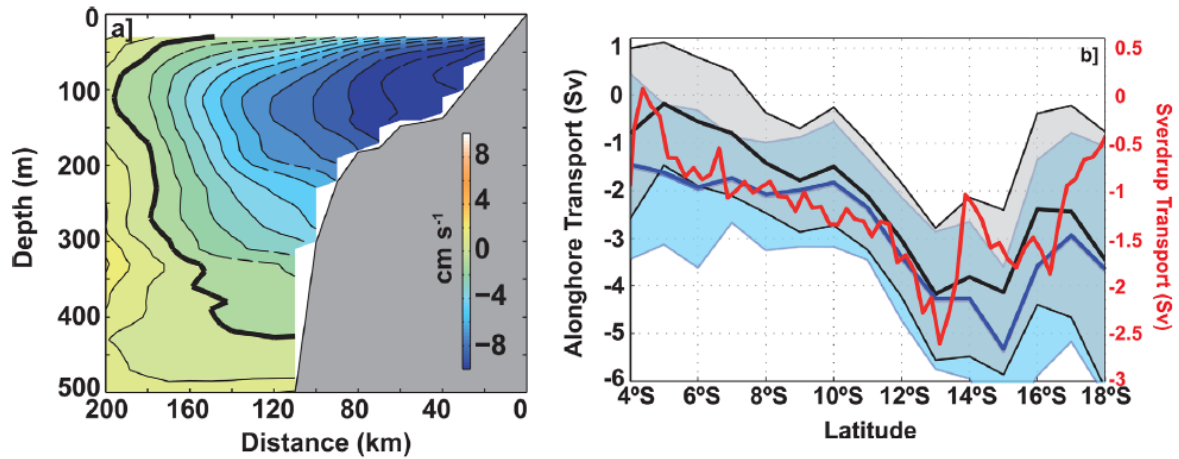 a]
0
100
200
300
400
500
Depth (m)
200
160
120
80
40
0
Distance (km)
8
4
0
−4
−8
cm s⁻¹
b]
1
0
-1
-2
-3
-4
-5
-6
Alonghore Transport (Sv)
4ºS
6ºS
8ºS
10ºS
12ºS
14ºS
16ºS
18ºS
Latitude
0.5
0
-0.5
-1
-1.5
-2
-2.5
-3
Sverdrup Transport (Sv)